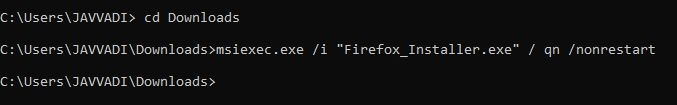 C:\Users\JAVVADI> cd Downloads
C:\Users\JAVVADI\Downloads>msiexec.exe /i "Firefox_Installer.exe" / qn /nonrestart
C:\Users\JAVVADI\Downloads>